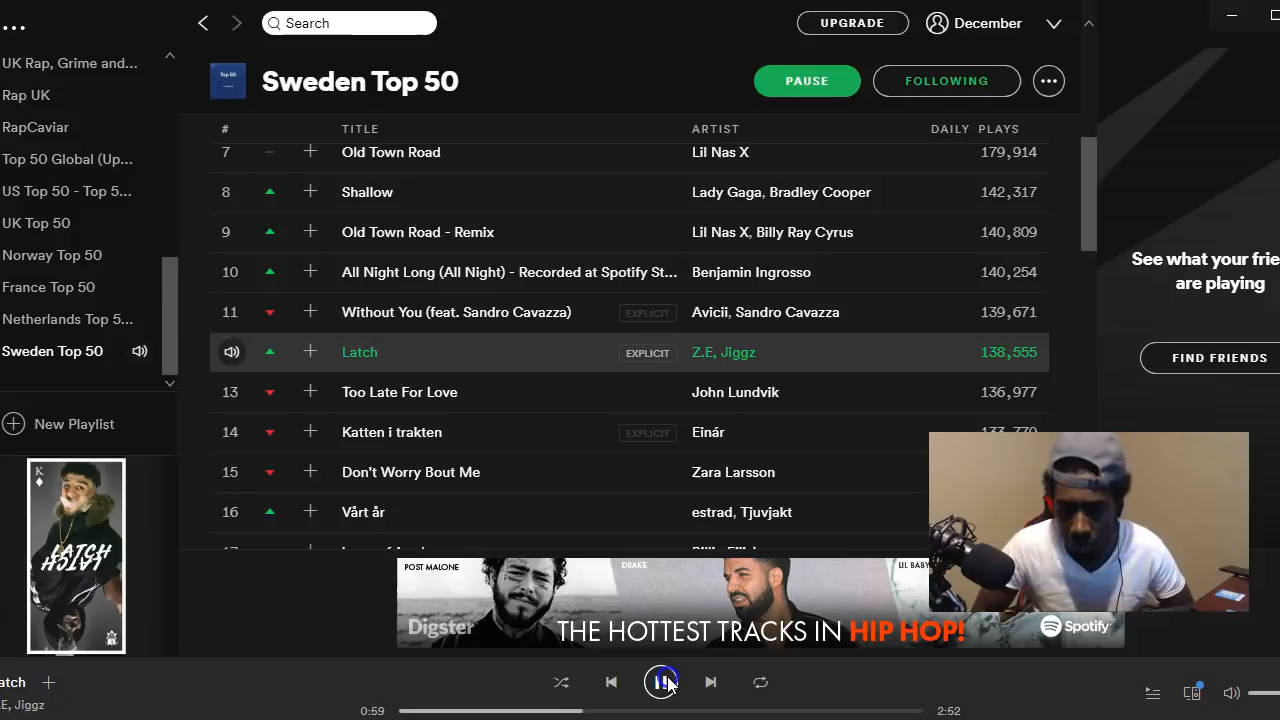 Search
UPGRADE
December
UK Rap, Grime and...
Rap UK
RapCaviar
Top 50 Global (Up...
US Top 50 - Top 5...
UK Top 50
Norway Top 50
France Top 50
Netherlands Top 5...
Sweden Top 50
New Playlist
K
LATCH
LATCH
Top 50
Sweden Top 50
PAUSE
FOLLOWING
# TITLE ARTIST DAILY PLAYS
7 Old Town Road Lil Nas X 179,914
8 Shallow Lady Gaga, Bradley Cooper 142,317
9 Old Town Road - Remix Lil Nas X, Billy Ray Cyrus 140,809
10 All Night Long (All Night) - Recorded at Spotify St... Benjamin Ingrosso 140,254
11 Without You (feat. Sandro Cavazza) EXPLICIT Avicii, Sandro Cavazza 139,671
Latch EXPLICIT Z.E, Jiggz 138,555
13 Too Late For Love John Lundvik 136,977
14 Katten i trakten EXPLICIT Einár
15 Don't Worry Bout Me Zara Larsson
16 Vårt år estrad, Tjuvjakt
See what your frie
are playing
FIND FRIENDS
POST MALONE
DRAKE
LIL BABY
Digster
THE HOTTEST TRACKS IN HIP HOP!
Spotify
atch
.E, Jiggz
0:59
2:52